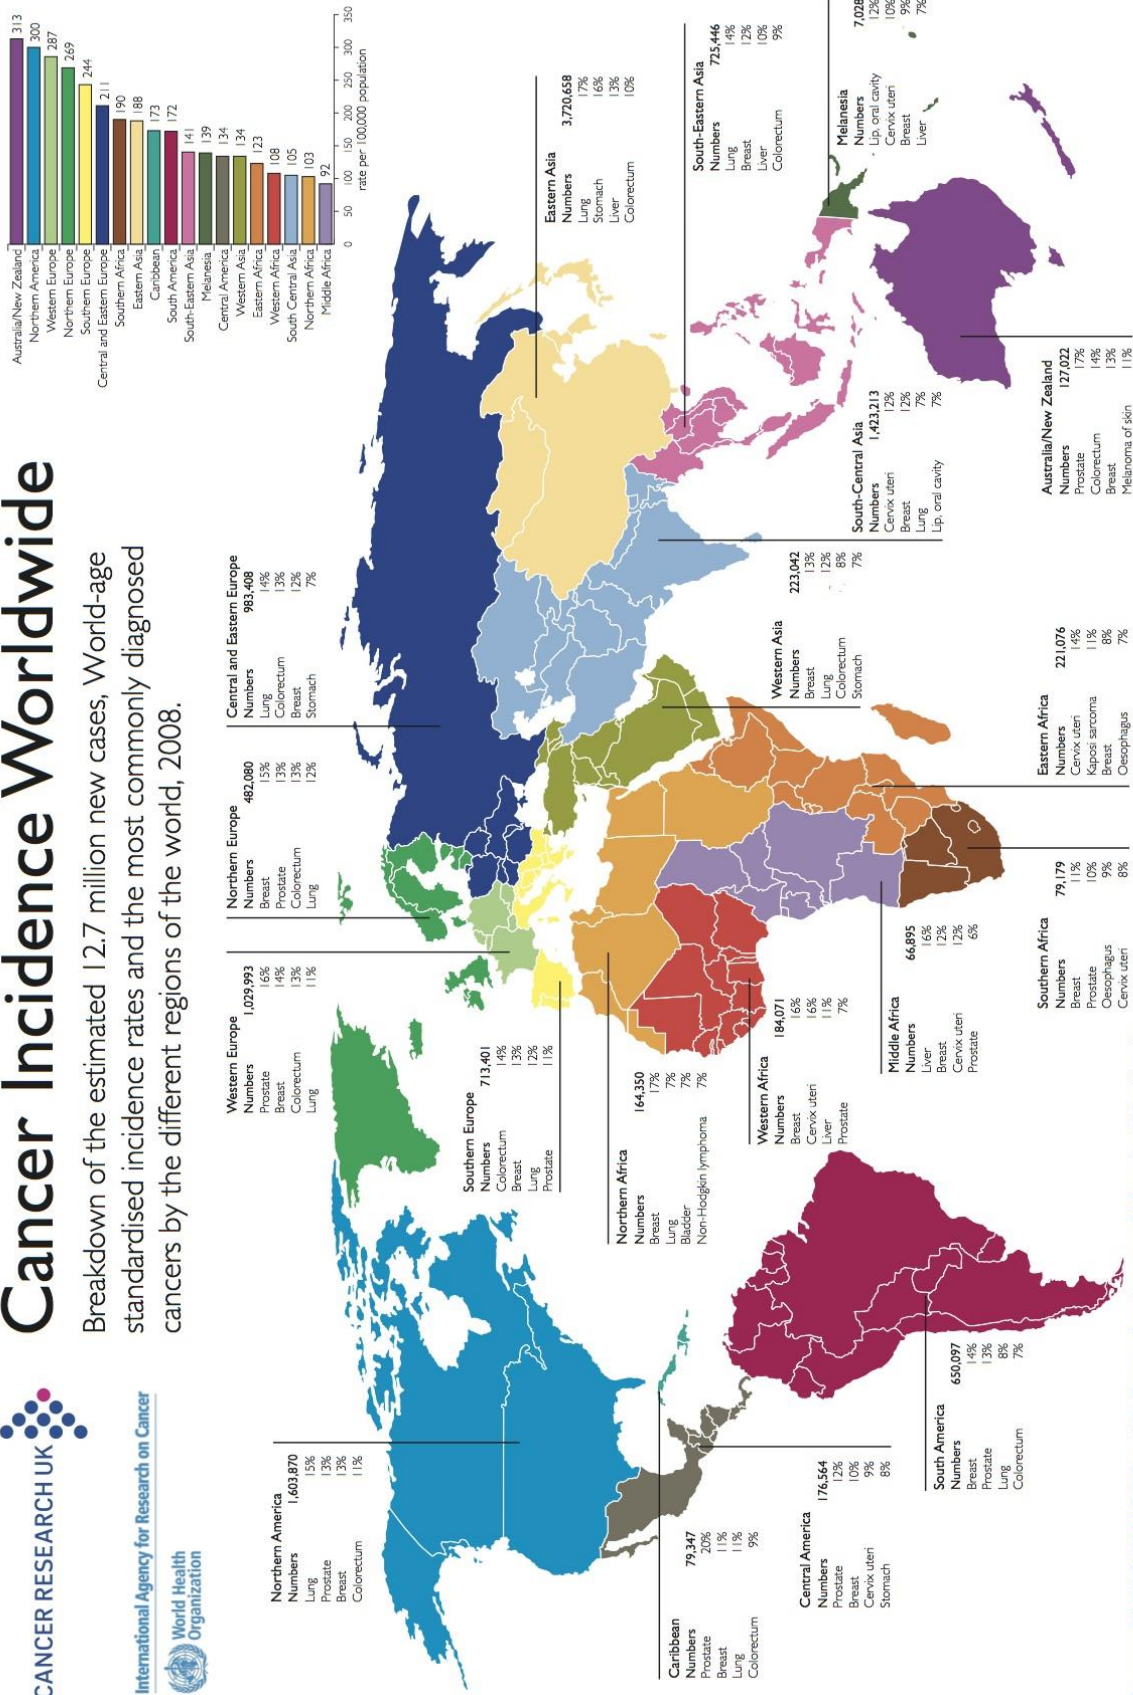 CANCER RESEARCH UK
International Agency for Research on Cancer
World Health
Organization
Cancer Incidence Worldwide
Breakdown of the estimated 12.7 million new cases, World-age
standardised incidence rates and the most commonly diagnosed
cancers by the different regions of the world, 2008.
Australia/New Zealand 313
Northern America 300
Western Europe 287
Northern Europe 269
Southern Europe 244
Central and Eastern Europe 211
Southern Africa 190
Eastern Asia 188
Caribbean 173
South America 172
South-Eastern Asia 141
Melanesia 139
Central America 134
Western Asia 134
Eastern Africa 123
Western Africa 108
South Central Asia 105
Northern Africa 103
Middle Africa 92
0 50 100 150 200 250 300 350
rate per 100,000 population
Northern America
Numbers 1,603,870
Lung 15%
Prostate 13%
Breast 13%
Colorectum 11%
Western Europe
Numbers 1,029,993
Prostate 16%
Breast 14%
Colorectum 13%
Lung 11%
Northern Europe
Numbers 482,080
Breast 15%
Prostate 13%
Colorectum 13%
Lung 12%
Central and Eastern Europe
Numbers 983,408
Lung 14%
Colorectum 13%
Breast 12%
Stomach 7%
Southern Europe
Numbers 713,401
Colorectum 14%
Breast 13%
Lung 12%
Prostate 11%
Eastern Asia
Numbers 3,720,658
Lung 17%
Stomach 16%
Liver 13%
Colorectum 10%
Northern Africa
Numbers 164,350
Breast 17%
Lung 7%
Bladder 7%
Non-Hodgkin lymphoma 7%
South-Eastern Asia
Numbers 725,446
Lung 14%
Breast 12%
Liver 10%
Colorectum 9%
Caribbean
Numbers 79,347
Prostate 20%
Breast 11%
Lung 11%
Colorectum 9%
Western Africa
Numbers 184,071
Breast 16%
Cervix uteri 16%
Liver 11%
Prostate 7%
Western Asia
Numbers 223,042
Breast 13%
Lung 12%
Colorectum 8%
Stomach 7%
Central America
Numbers 176,564
Prostate 12%
Breast 10%
Cervix uteri 9%
Stomach 8%
South-Central Asia
Numbers 1,423,213
Cervix uteri 12%
Breast 12%
Lung 7%
Lip, oral cavity 7%
Melanesia
Numbers 7,028
Lip, oral cavity 12%
Cervix uteri 10%
Breast 9%
Liver 7%
Middle Africa
Numbers 66,895
Liver 16%
Breast 12%
Cervix uteri 12%
Prostate 6%
South America
Numbers 650,097
Breast 14%
Prostate 13%
Lung 8%
Colorectum 7%
Southern Africa
Numbers 79,179
Breast 11%
Prostate 10%
Oesophagus 9%
Cervix uteri 8%
Eastern Africa
Numbers 221,076
Cervix uteri 14%
Kaposi sarcoma 11%
Breast 8%
Oesophagus 7%
Australia/New Zealand
Numbers 127,022
Prostate 17%
Colorectum 14%
Breast 13%
Melanoma of skin 11%